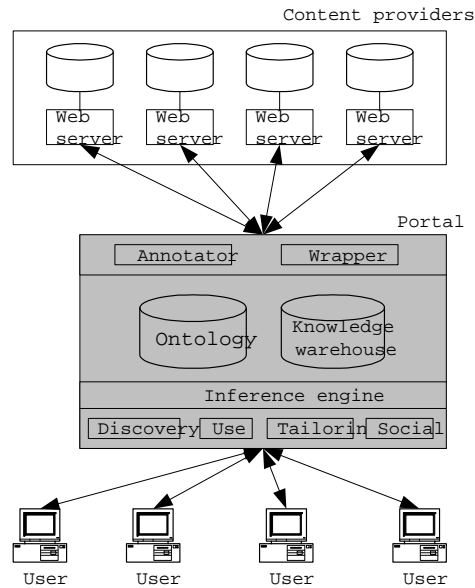 Content providers
Web server
Web server
Web server
Web server
Portal
Annotator
Wrapper
Ontology
Knowledge warehouse
Inference engine
Discovery
Use
Tailorin
Social
User
User
User
User